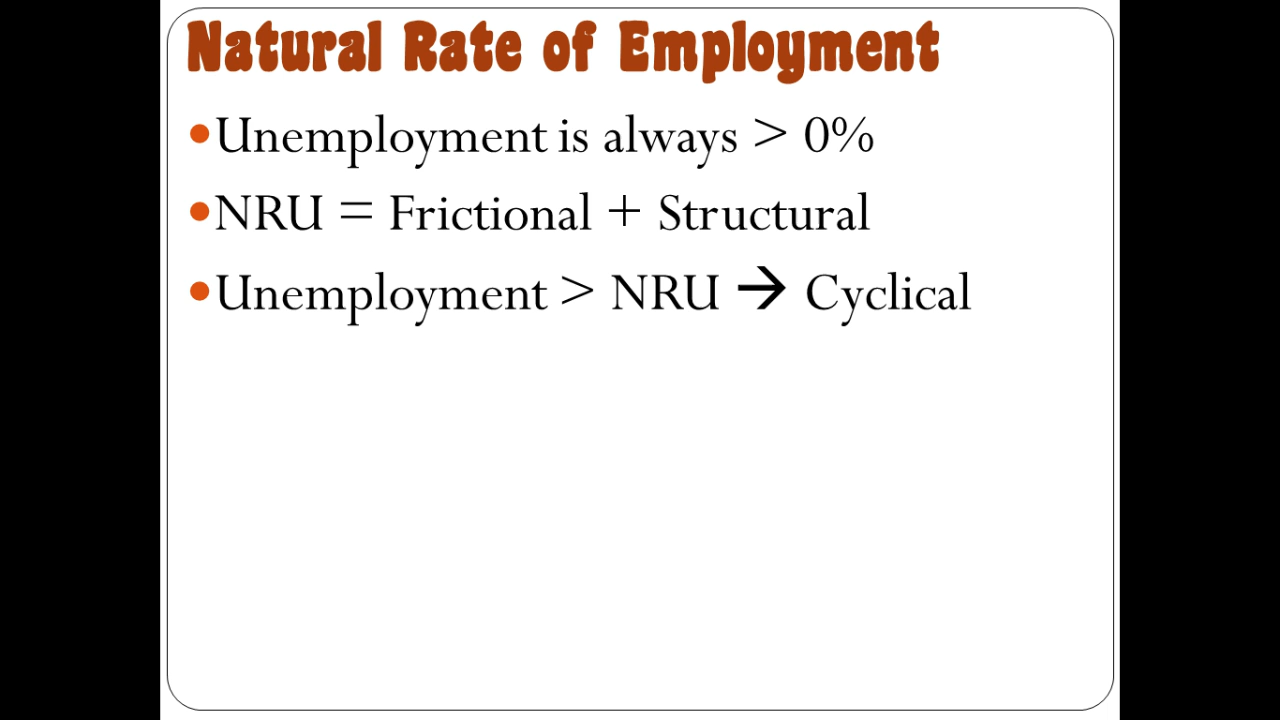 Natural Rate of Employment
•Unemployment is always > 0%
•NRU = Frictional + Structural
•Unemployment > NRU → Cyclical